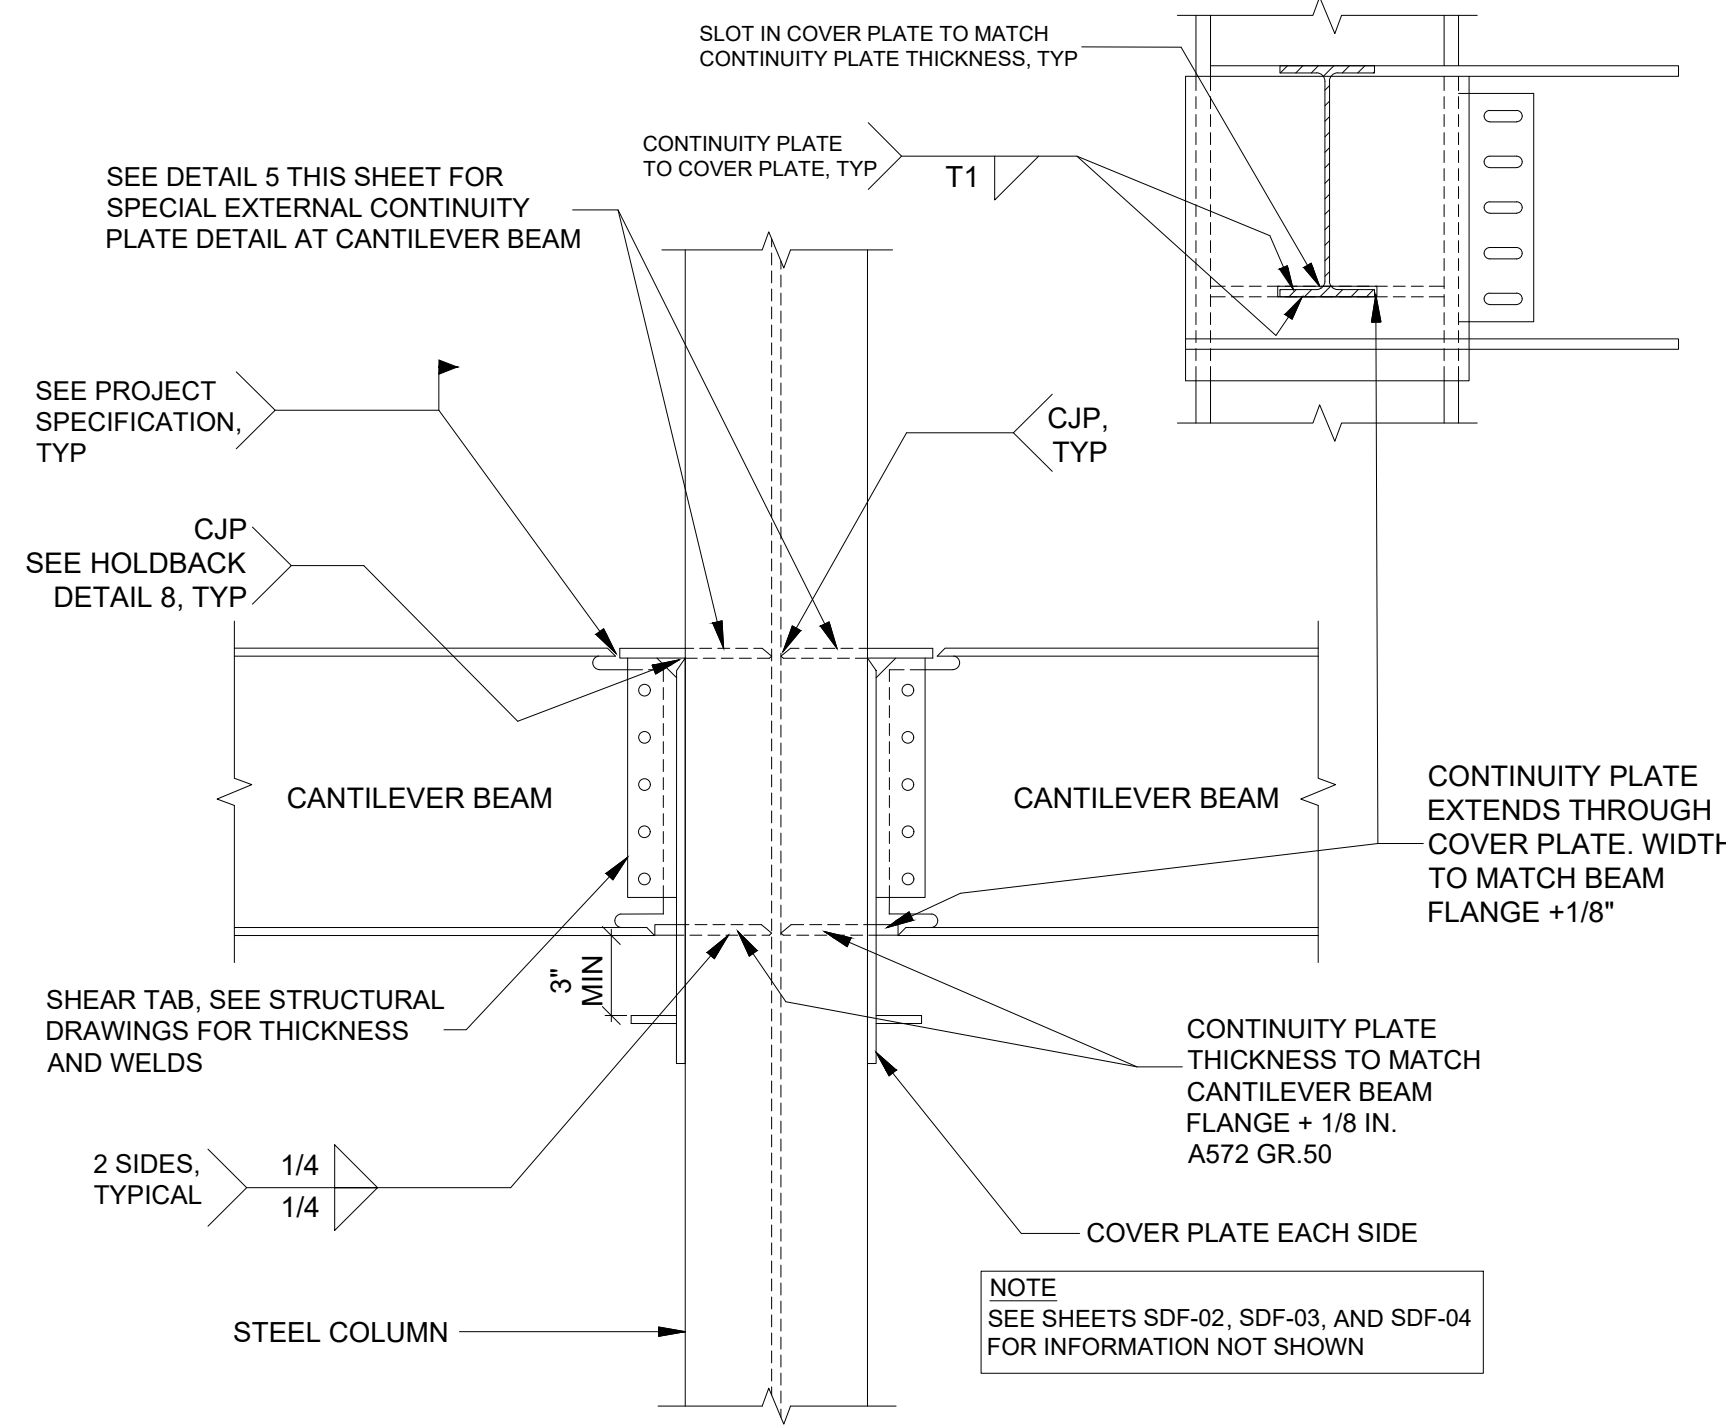 SLOT IN COVER PLATE TO MATCH
CONTINUITY PLATE THICKNESS, TYP
CONTINUITY PLATE
TO COVER PLATE, TYP
T1
SEE DETAIL 5 THIS SHEET FOR
SPECIAL EXTERNAL CONTINUITY
PLATE DETAIL AT CANTILEVER BEAM
SEE PROJECT
SPECIFICATION,
TYP
CJP,
TYP
CJP
SEE HOLDBACK
DETAIL 8, TYP
CANTILEVER BEAM
CANTILEVER BEAM
CONTINUITY PLATE
EXTENDS THROUGH
COVER PLATE. WIDTH
TO MATCH BEAM
FLANGE +1/8"
3"
MIN
SHEAR TAB, SEE STRUCTURAL
DRAWINGS FOR THICKNESS
AND WELDS
CONTINUITY PLATE
THICKNESS TO MATCH
CANTILEVER BEAM
FLANGE + 1/8 IN.
A572 GR.50
2 SIDES,
TYPICAL
1/4
1/4
COVER PLATE EACH SIDE
STEEL COLUMN
NOTE
SEE SHEETS SDF-02, SDF-03, AND SDF-04
FOR INFORMATION NOT SHOWN